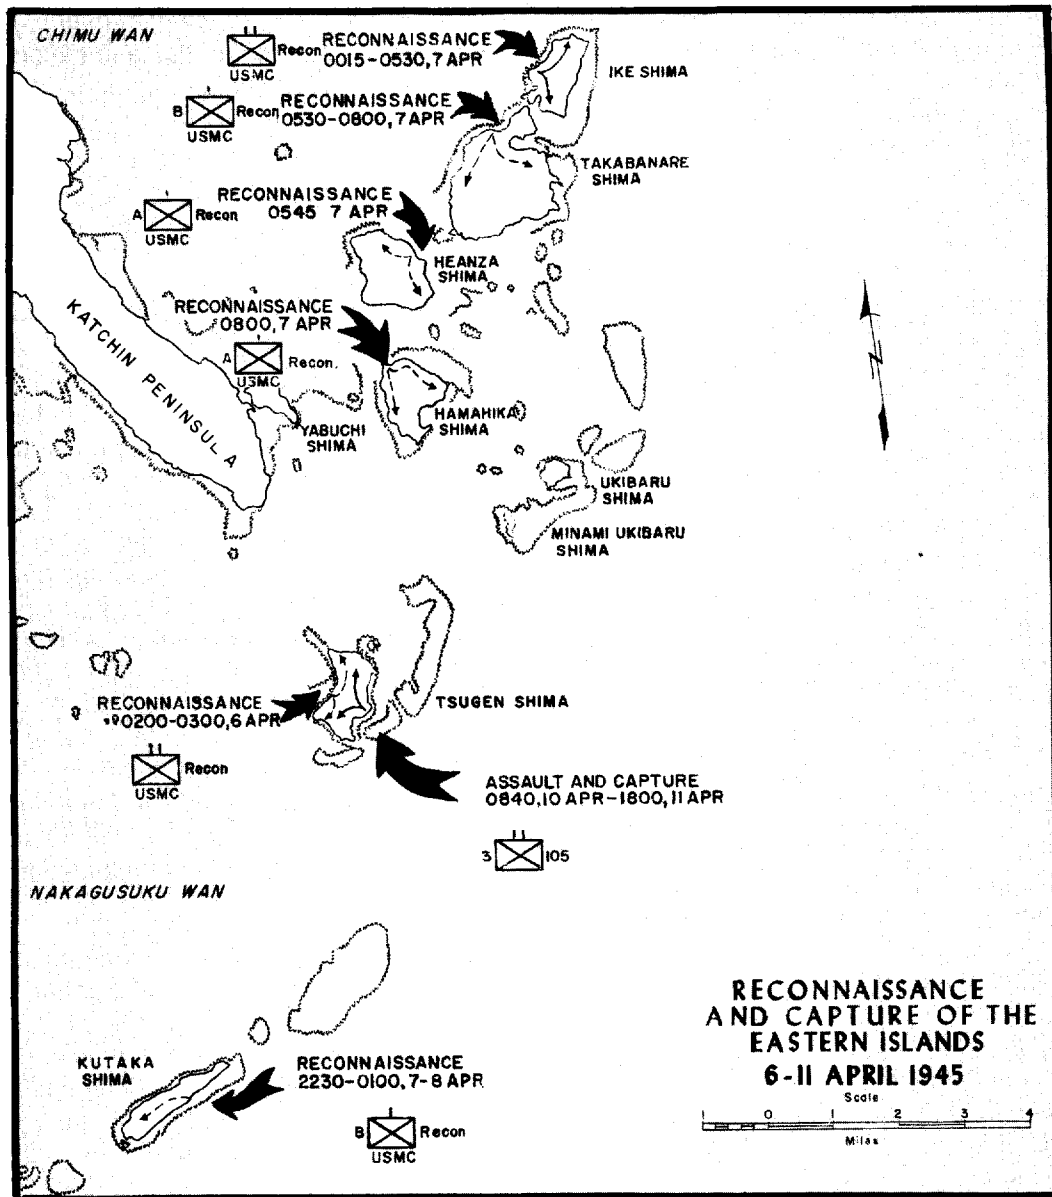 CHIMU WAN
Recon
USMC
RECONNAISSANCE
0015-0530, 7 APR
IKE SHIMA
B
Recon
USMC
RECONNAISSANCE
0530-0800, 7 APR
TAKABANARE
SHIMA
A
Recon
USMC
RECONNAISSANCE
0545 7 APR
HEANZA
SHIMA
RECONNAISSANCE
0800, 7 APR
A
Recon.
USMC
KATCHIN PENINSULA
YABUCHI
SHIMA
HAMAHIKA
SHIMA
N
UKIBARU
SHIMA
MINAMI UKIBARU
SHIMA
RECONNAISSANCE
0200-0300, 6 APR
Recon
USMC
TSUGEN SHIMA
ASSAULT AND CAPTURE
0840, 10 APR-1800, 11 APR
3
105
NAKAGUSUKU WAN
KUTAKA
SHIMA
RECONNAISSANCE
2230-0100, 7-8 APR
B
Recon
USMC
RECONNAISSANCE
AND CAPTURE OF THE
EASTERN ISLANDS
6-11 APRIL 1945
Scale
1 0 1 2 3 4
Miles